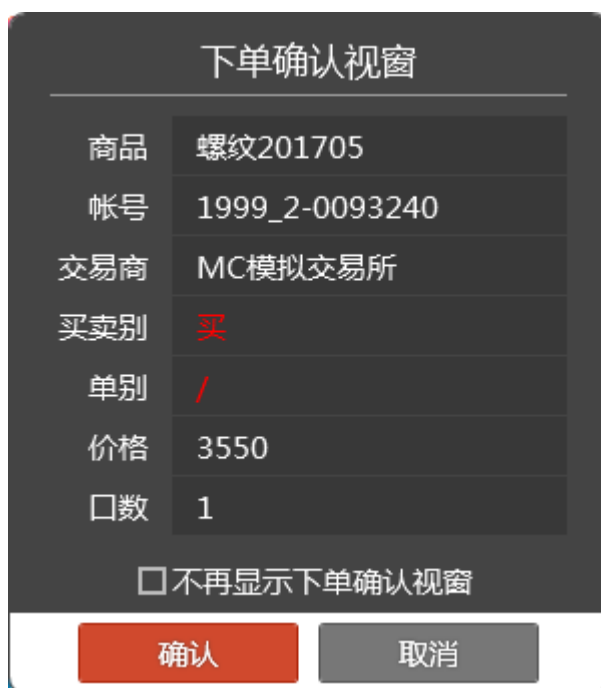 下单确认视窗
商品 螺纹201705
帐号 1999_2-0093240
交易商 MC模拟交易所
买卖别 买
单别 /
价格 3550
口数 1
不再显示下单确认视窗
确认 取消